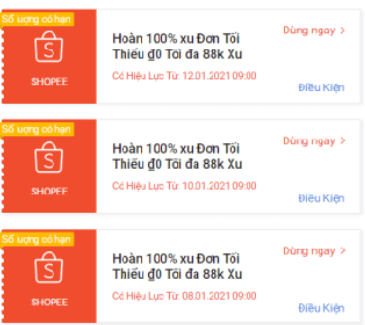 Số lượng có hạn
Dùng ngay >
Hoàn 100% xu Đơn Tối
Thiểu ₫0 Tối đa 88k Xu
SHOPEE
Có Hiệu Lực Từ: 12.01.2021 09:00
Điều Kiện
Số lượng có hạn
Dùng ngay >
Hoàn 100% xu Đơn Tối
Thiểu ₫0 Tối đa 88k Xu
SHOPEE
Có Hiệu Lực Từ: 10.01.2021 09:00
Điều Kiện
Số lượng có hạn
Dùng ngay >
Hoàn 100% xu Đơn Tối
Thiểu ₫0 Tối đa 88k Xu
SHOPEE
Có Hiệu Lực Từ: 08.01.2021 09:00
Điều Kiện